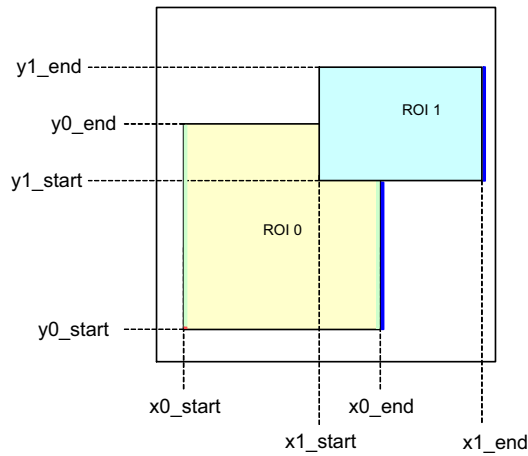 y1_end
ROI 1
y0_end
y1_start
ROI 0
y0_start
x0_start
x0_end
x1_start
x1_end